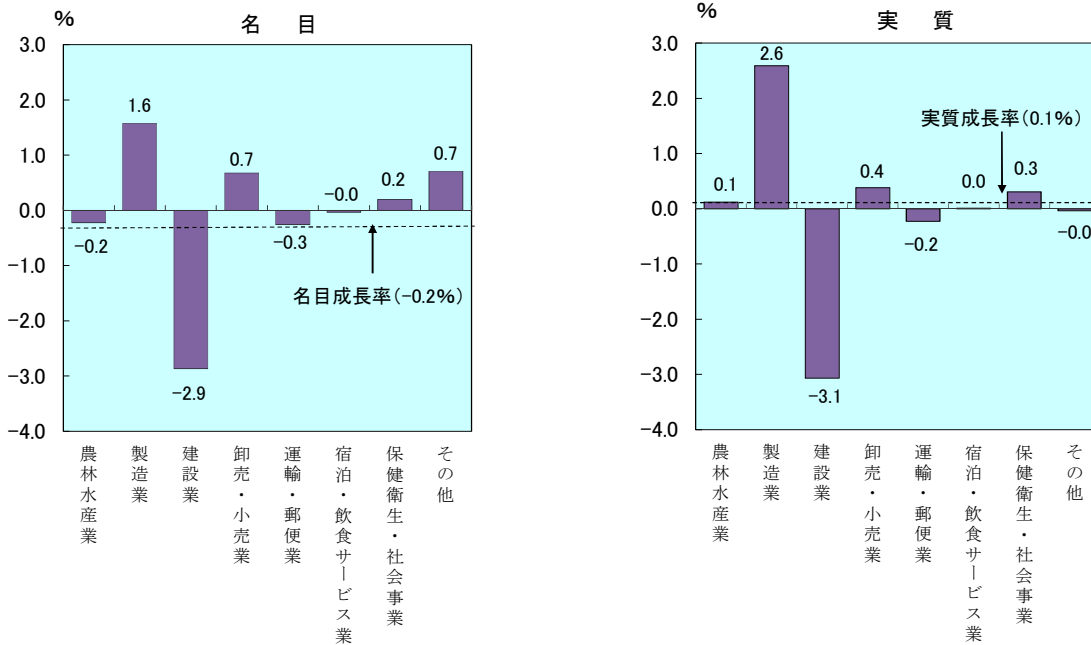 % 名 目
3.0
2.0
1.0
0.0
−1.0
−2.0
−3.0
−4.0
−0.2
1.6
−2.9
0.7
−0.3
−0.0
0.2
0.7
名目成長率(−0.2%)
農林水産業
製造業
建設業
卸売・小売業
運輸・郵便業
宿泊・飲食サービス業
保健衛生・社会事業
その他
% 実 質
3.0
2.0
1.0
0.0
−1.0
−2.0
−3.0
−4.0
0.1
2.6
−3.1
0.4
−0.2
0.0
0.3
−0.0
実質成長率(0.1%)
農林水産業
製造業
建設業
卸売・小売業
運輸・郵便業
宿泊・飲食サービス業
保健衛生・社会事業
その他